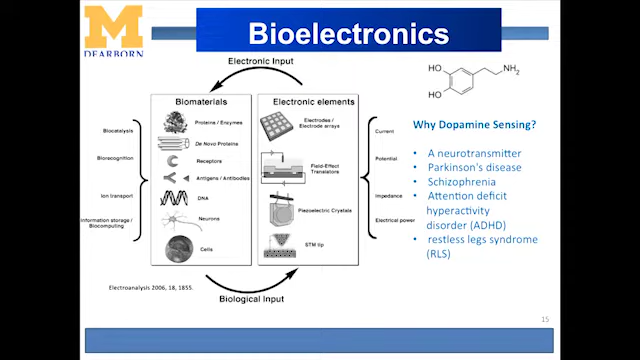 M
DEARBORN
Bioelectronics
Electronic Input
Biomaterials
Proteins / Enzymes
De Novo Proteins
Receptors
Antigens / Antibodies
DNA
Neurons
Cells
Electronic elements
Electrodes /
Electrode arrays
Field-Effect
Translators
Piezoelectric Crystals
STM tip
Biocatalysis
Biorecognition
Ion transport
Information storage /
Biocomputing
Current
Potential
Impedance
Electrical power
Biological Input
Electroanalysis 2006, 18, 1855.
HO
HO
NH2
Why Dopamine Sensing?
• A neurotransmitter
• Parkinson's disease
• Schizophrenia
• Attention deficit
hyperactivity
disorder (ADHD)
• restless legs syndrome
(RLS)
15